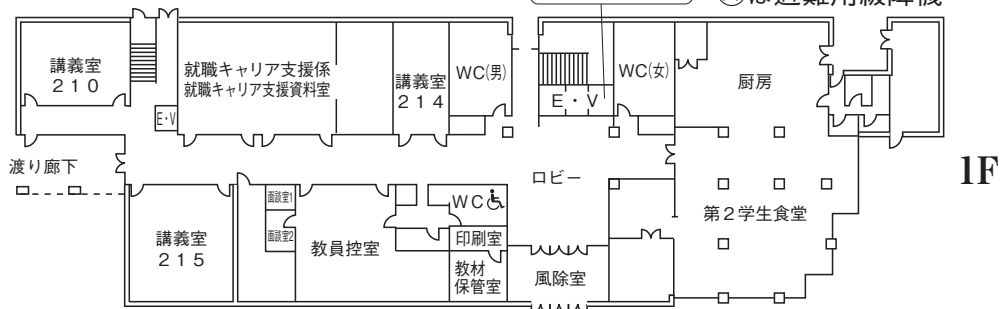 は避難用緩降機
講義室
２１０
就職キャリア支援係
就職キャリア支援資料室
講義室
２１４
WC(男)
E・V
WC(女)
厨房
E・V
渡り廊下
ロビー
1F
面談室1
WC
第２学生食堂
講義室
２１５
面談室2
教員控室
印刷室
教材
保管室
風除室